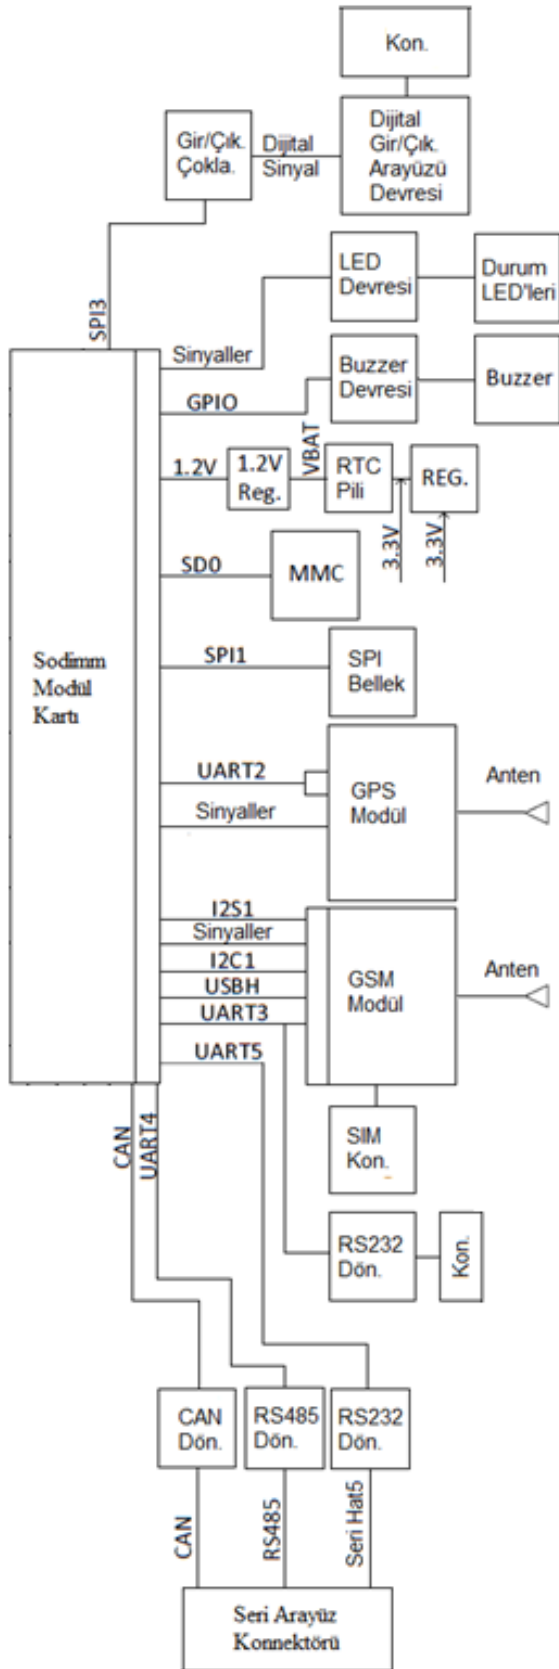 Kon.
Dijital
Gir/Çık.
Arayüzü
Devresi
Gir/Çık.
Çokla.
Dijital
Sinyal
SPI3
LED
Devresi
Durum
LED'leri
Sinyaller
Buzzer
Devresi
Buzzer
GPIO
VBAT
1.2V
1.2V
Reg.
RTC
Pili
REG.
3.3V
3.3V
SD0
MMC
Sodimm
Modül
Kartı
SPI1
SPI
Bellek
UART2
GPS
Modül
Anten
Sinyaller
I2S1
Sinyaller
I2C1
USBH
UART3
GSM
Modül
Anten
UART5
CAN
UART4
SIM
Kon.
RS232
Dön.
Kon.
CAN
Dön.
RS485
Dön.
RS232
Dön.
CAN
RS485
Seri Hat5
Seri Arayüz
Konnektörü